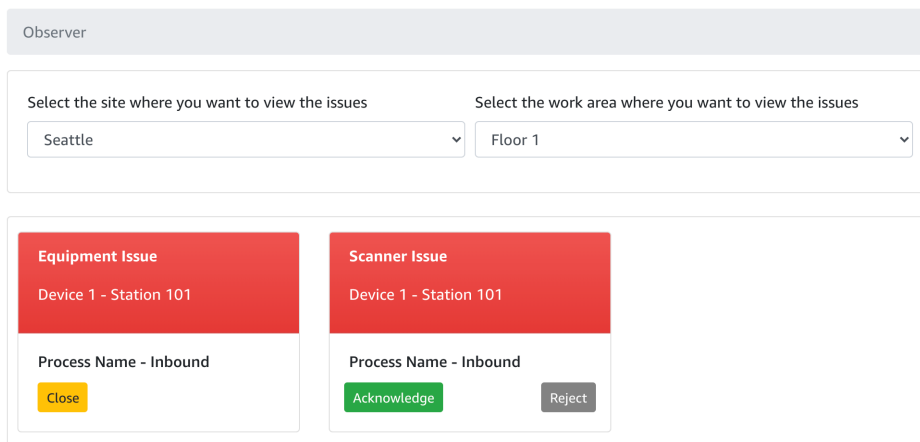 Observer
Select the site where you want to view the issues
Seattle
Select the work area where you want to view the issues
Floor 1
Equipment Issue
Device 1 - Station 101
Process Name - Inbound
Close
Scanner Issue
Device 1 - Station 101
Process Name - Inbound
Acknowledge
Reject